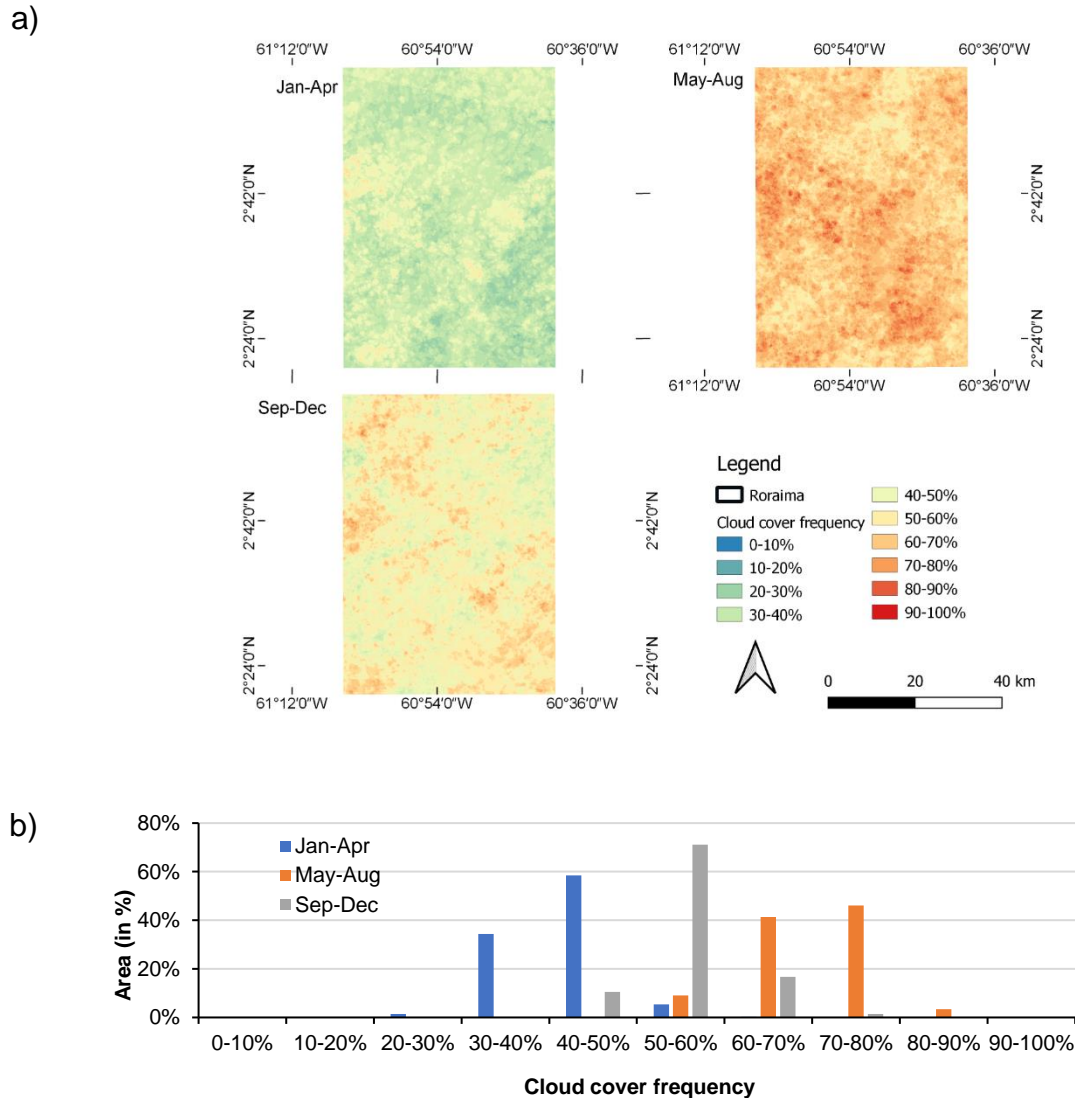 a)
61°12′0″W 60°54′0″W 60°36′0″W 61°12′0″W 60°54′0″W 60°36′0″W
Jan-Apr May-Aug
2°42′0″N 2°42′0″N
2°24′0″N 2°24′0″N
61°12′0″W 60°54′0″W 60°36′0″W
Sep-Dec
2°42′0″N 2°42′0″N
2°24′0″N 2°24′0″N
61°12′0″W 60°54′0″W 60°36′0″W
Legend
Roraima
Cloud cover frequency
0-10%
10-20%
20-30%
30-40%
40-50%
50-60%
60-70%
70-80%
80-90%
90-100%
0 20 40 km
b)
Area (in %)
80%
60%
40%
20%
0%
Jan-Apr
May-Aug
Sep-Dec
0-10% 10-20% 20-30% 30-40% 40-50% 50-60% 60-70% 70-80% 80-90% 90-100%
Cloud cover frequency